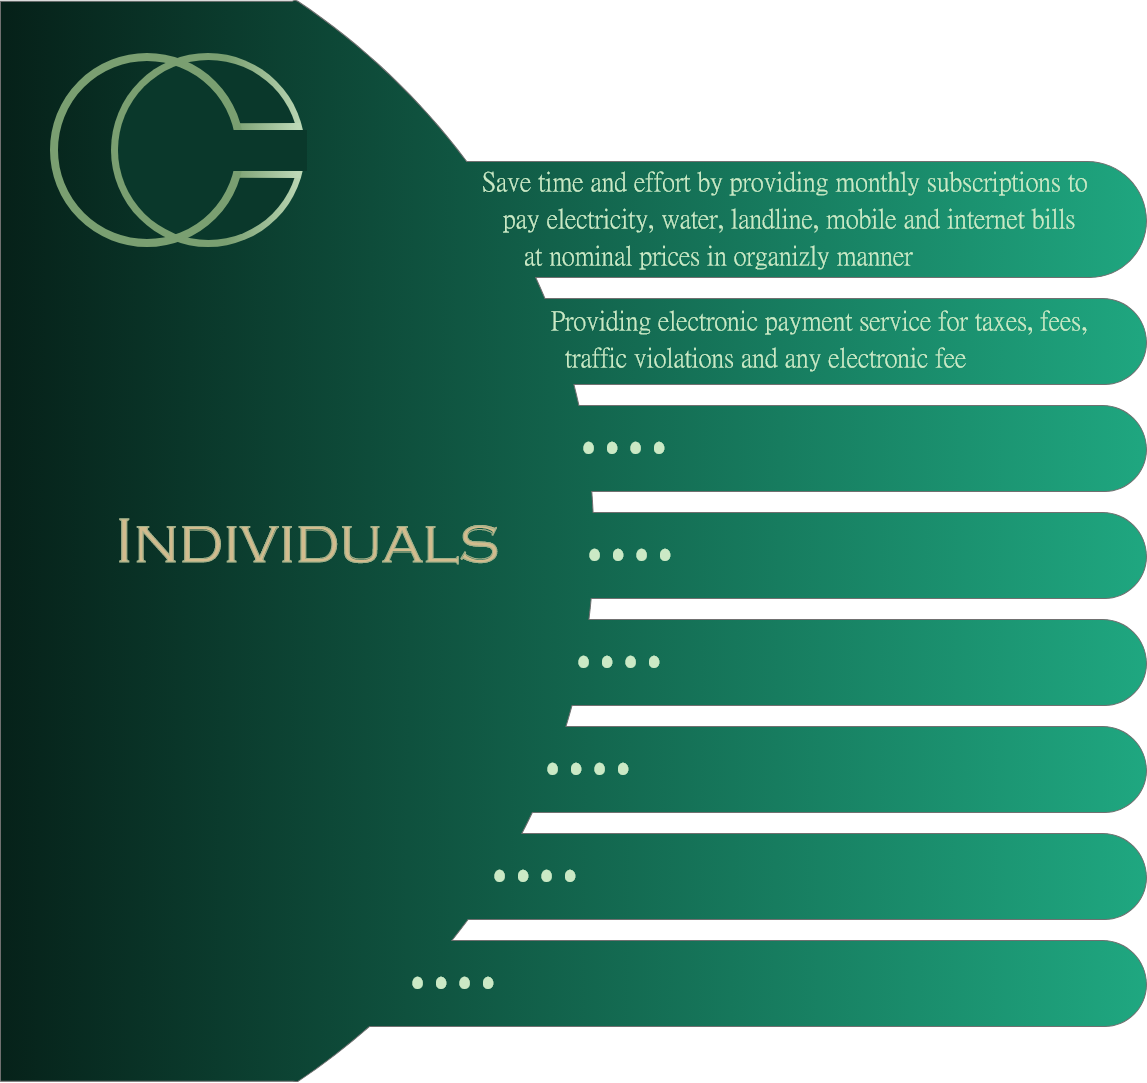 Save time and effort by providing monthly subscriptions to
pay electricity, water, landline, mobile and internet bills
at nominal prices in organizly manner
Providing electronic payment service for taxes, fees,
traffic violations and any electronic fee
....
....
INDIVIDUALS
....
....
....
....